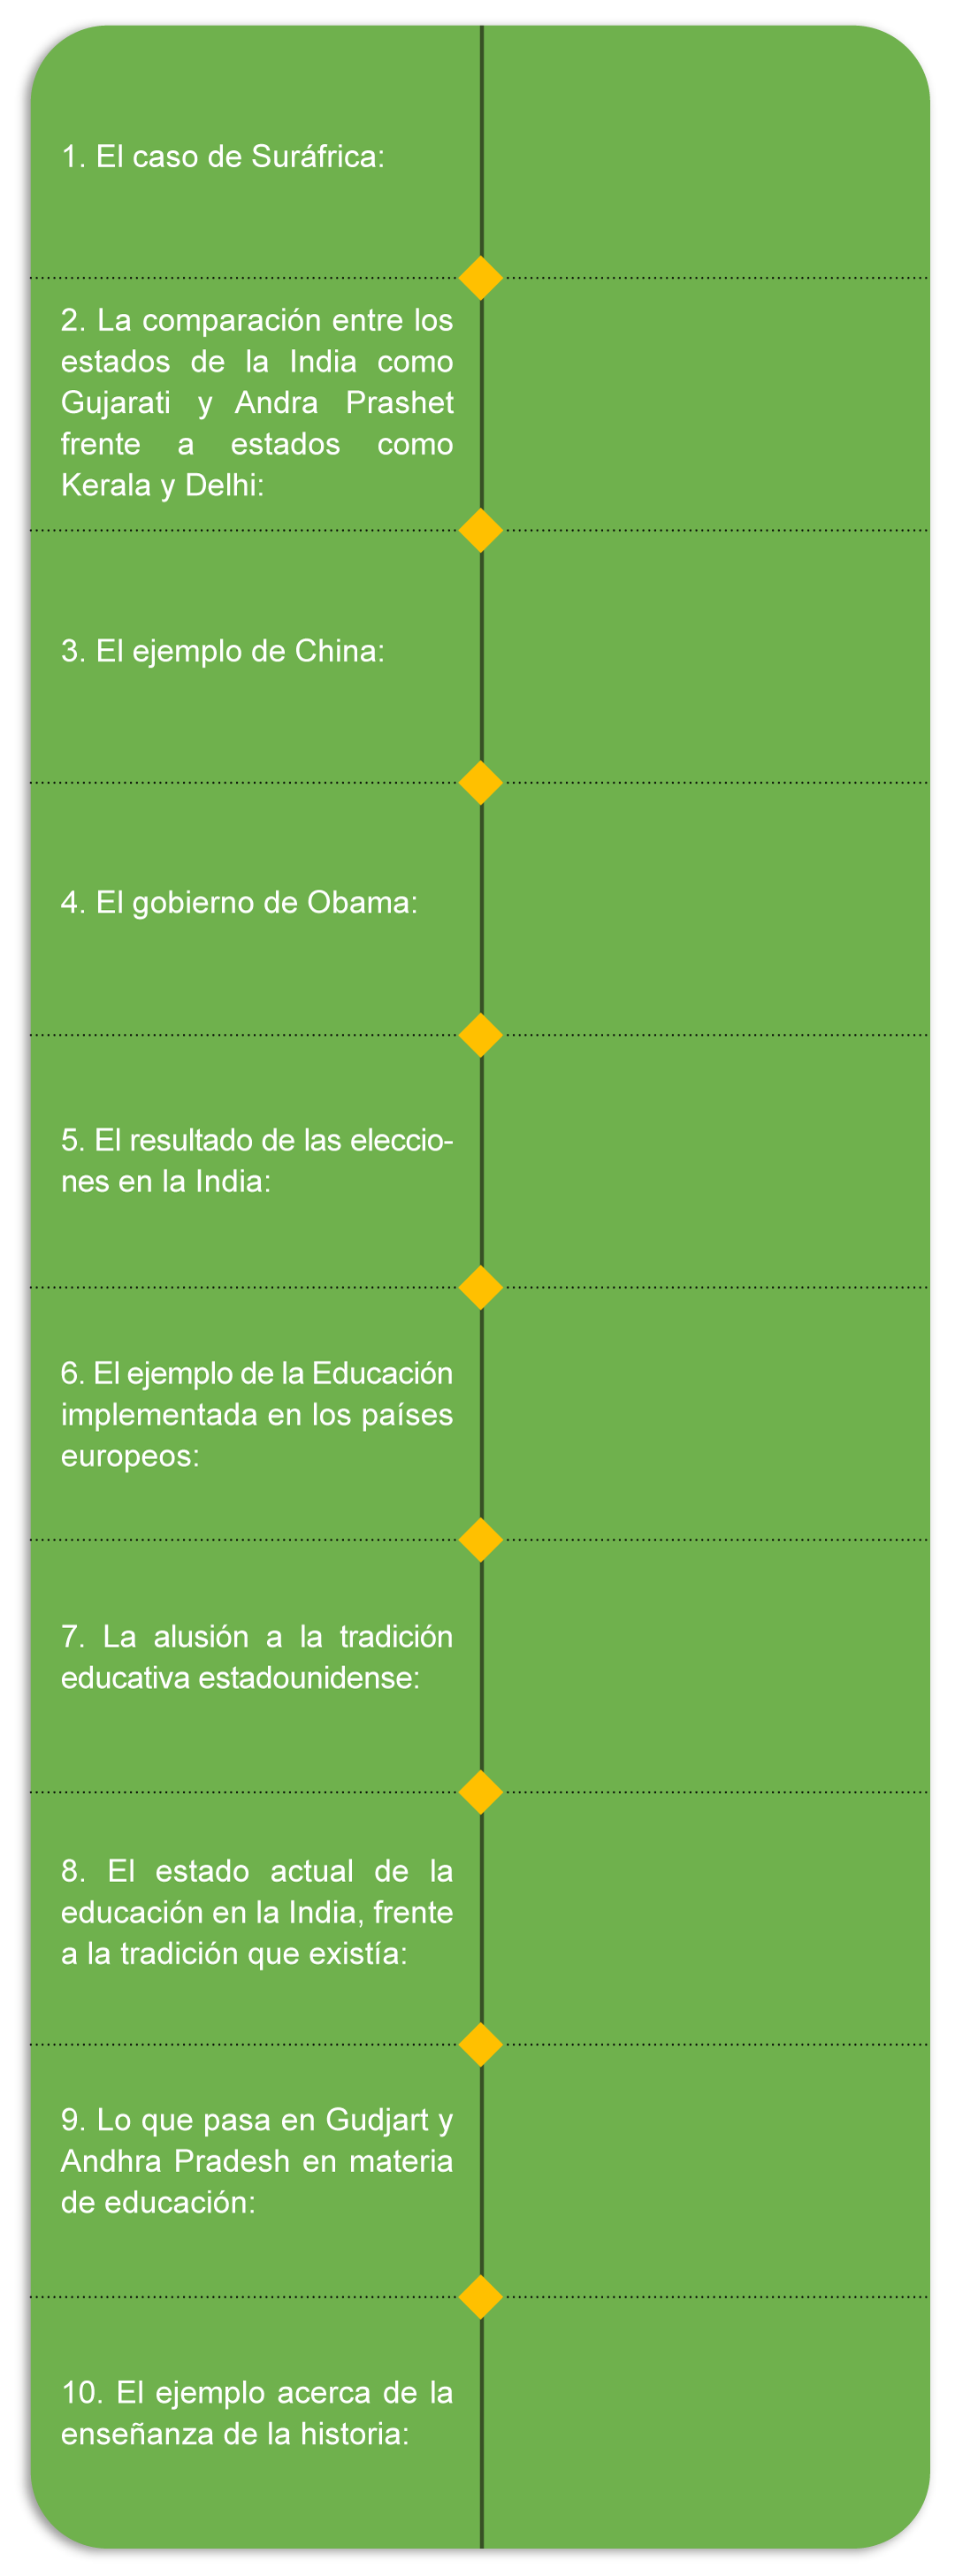 1. El caso de Suráfrica:
2. La comparación entre los
estados de la India como
Gujarati y Andra Prashet
frente a estados como
Kerala y Delhi:
3. El ejemplo de China:
4. El gobierno de Obama:
5. El resultado de las eleccio-
nes en la India:
6. El ejemplo de la Educación
implementada en los países
europeos:
7. La alusión a la tradición
educativa estadounidense:
8. El estado actual de la
educación en la India, frente
a la tradición que existía:
9. Lo que pasa en Gudjart y
Andhra Pradesh en materia
de educación:
10. El ejemplo acerca de la
enseñanza de la historia: